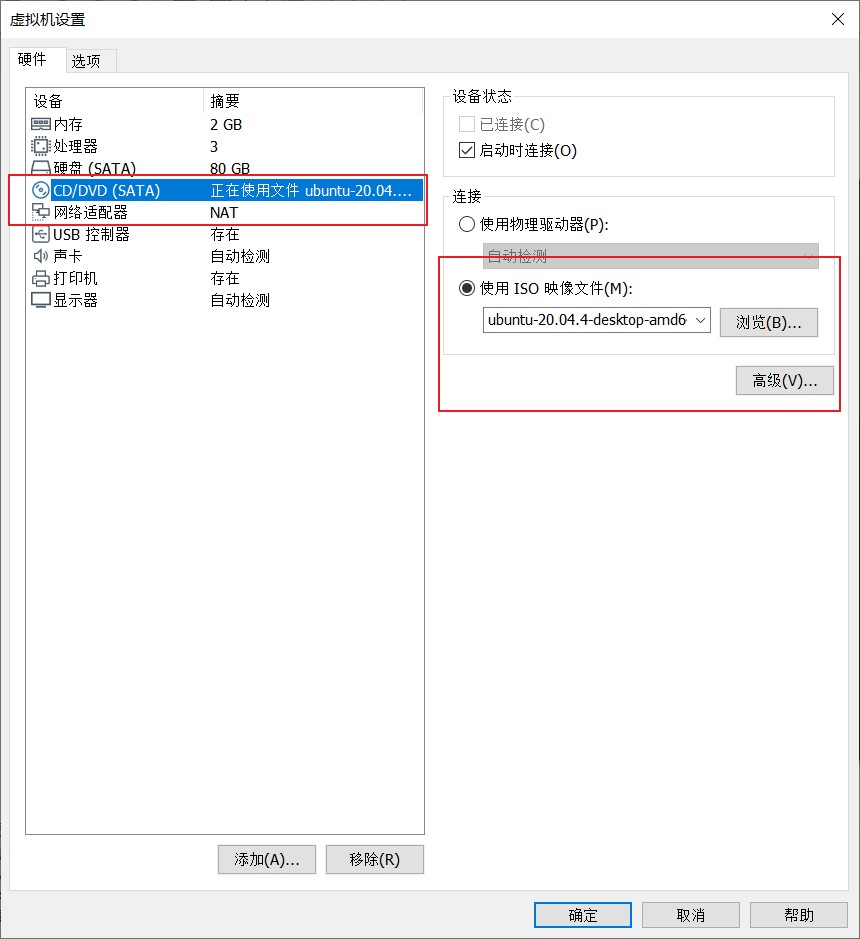 虚拟机设置
硬件 选项
设备 摘要
内存 2 GB
处理器 3
硬盘 (SATA) 80 GB
CD/DVD (SATA) 正在使用文件 ubuntu-20.04....
网络适配器 NAT
USB 控制器 存在
声卡 自动检测
打印机 存在
显示器 自动检测
添加(A)... 移除(R)
设备状态
已连接(C)
启动时连接(O)
连接
使用物理驱动器(P):
自动检测
使用 ISO 映像文件(M):
ubuntu-20.04.4-desktop-amd6 浏览(B)...
高级(V)...
确定 取消 帮助